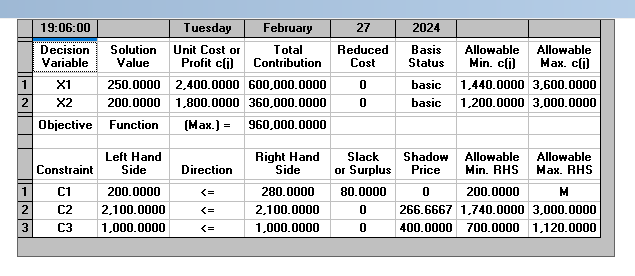 19:06:00 Tuesday February 27 2024
Decision Variable Solution Value Unit Cost or Profit c(j) Total Contribution Reduced Cost Basis Status Allowable Min. c(j) Allowable Max. c(j)
1 X1 250.0000 2,400.0000 600,000.0000 0 basic 1,440.0000 3,600.0000
2 X2 200.0000 1,800.0000 360,000.0000 0 basic 1,200.0000 3,000.0000
Objective Function (Max.) = 960,000.0000
Constraint Left Hand Side Direction Right Hand Side Slack or Surplus Shadow Price Allowable Min. RHS Allowable Max. RHS
1 C1 200.0000 <= 280.0000 80.0000 0 200.0000 M
2 C2 2,100.0000 <= 2,100.0000 0 266.6667 1,740.0000 3,000.0000
3 C3 1,000.0000 <= 1,000.0000 0 400.0000 700.0000 1,120.0000